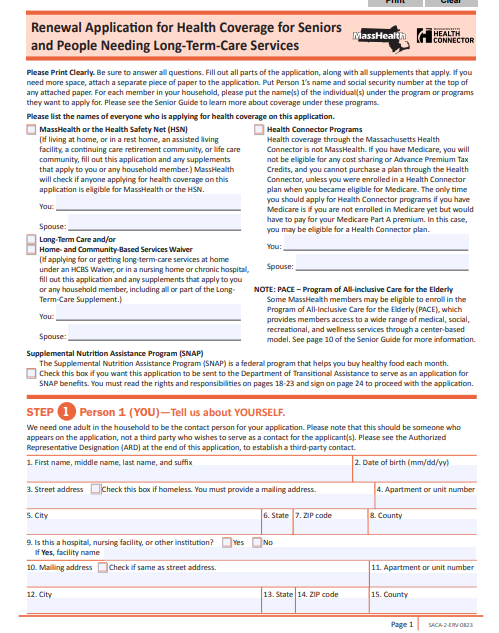 Print Clear
Renewal Application for Health Coverage for Seniors
and People Needing Long-Term-Care Services
MassHealth
MASSACHUSETTS
HEALTH
CONNECTOR
Please Print Clearly. Be sure to answer all questions. Fill out all parts of the application, along with all supplements that apply. If you
need more space, attach a separate piece of paper to the application. Put Person 1's name and social security number at the top of
any attached paper. For each member in your household, please put the name(s) of the individual(s) under the program or programs
they want to apply for. Please see the Senior Guide to learn more about coverage under these programs.
Please list the names of everyone who is applying for health coverage on this application.
MassHealth or the Health Safety Net (HSN)
(If living at home, or in a rest home, an assisted living
facility, a continuing care retirement community, or life care
community, fill out this application and any supplements
that apply to you or any household member.) MassHealth
will check if anyone applying for health coverage on this
application is eligible for MassHealth or the HSN.
You:
Spouse:
Long-Term Care and/or
Home- and Community-Based Services Waiver
(If applying for or getting long-term-care services at home
under an HCBS Waiver, or in a nursing home or chronic hospital,
fill out this application and any supplements that apply to you
or any household member, including all or part of the Long-
Term-Care Supplement.)
You:
Spouse:
Health Connector Programs
Health coverage through the Massachusetts Health
Connector is not MassHealth. If you have Medicare, you will
not be eligible for any cost sharing or Advance Premium Tax
Credits, and you cannot purchase a plan through the Health
Connector, unless you were enrolled in a Health Connector
plan when you became eligible for Medicare. The only time
you should apply for Health Connector programs if you have
Medicare is if you are not enrolled in Medicare yet but would
have to pay for your Medicare Part A premium. In this case,
you may be eligible for a Health Connector plan.
You:
Spouse:
NOTE: PACE – Program of All-inclusive Care for the Elderly
Some MassHealth members may be eligible to enroll in the
Program of All-Inclusive Care for the Elderly (PACE), which
provides members access to a wide range of medical, social,
recreational, and wellness services through a center-based
model. See page 10 of the Senior Guide for more information.
Supplemental Nutrition Assistance Program (SNAP)
The Supplemental Nutrition Assistance Program (SNAP) is a federal program that helps you buy healthy food each month.
Check this box if you want this application to be sent to the Department of Transitional Assistance to serve as an application for
SNAP benefits. You must read the rights and responsibilities on pages 18-23 and sign on page 24 to proceed with the application.
STEP 1 Person 1 (YOU)—Tell us about YOURSELF.
We need one adult in the household to be the contact person for your application. Please note that this should be someone who
appears on the application, not a third party who wishes to serve as a contact for the applicant(s). Please see the Authorized
Representative Designation (ARD) at the end of this application, to establish a third-party contact.
1. First name, middle name, last name, and suffix 2. Date of birth (mm/dd/yy)
3. Street address Check this box if homeless. You must provide a mailing address. 4. Apartment or unit number
5. City 6. State 7. ZIP code 8. County
9. Is this a hospital, nursing facility, or other institution? Yes No
If Yes, facility name
10. Mailing address Check if same as street address. 11. Apartment or unit number
12. City 13. State 14. ZIP code 15. County
Page 1 SACA-2-ERV-0823